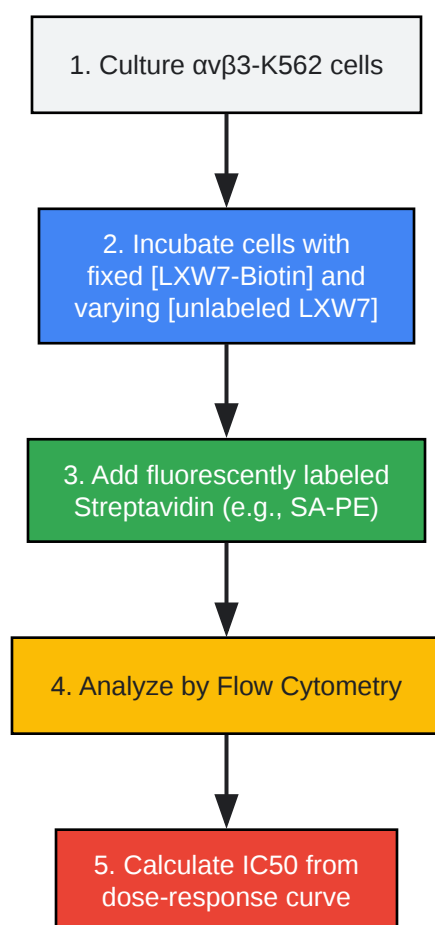 1. Culture αvβ3-K562 cells
2. Incubate cells with
fixed [LXW7-Biotin] and
varying [unlabeled LXW7]
3. Add fluorescently labeled
Streptavidin (e.g., SA-PE)
4. Analyze by Flow Cytometry
5. Calculate IC50 from
dose-response curve